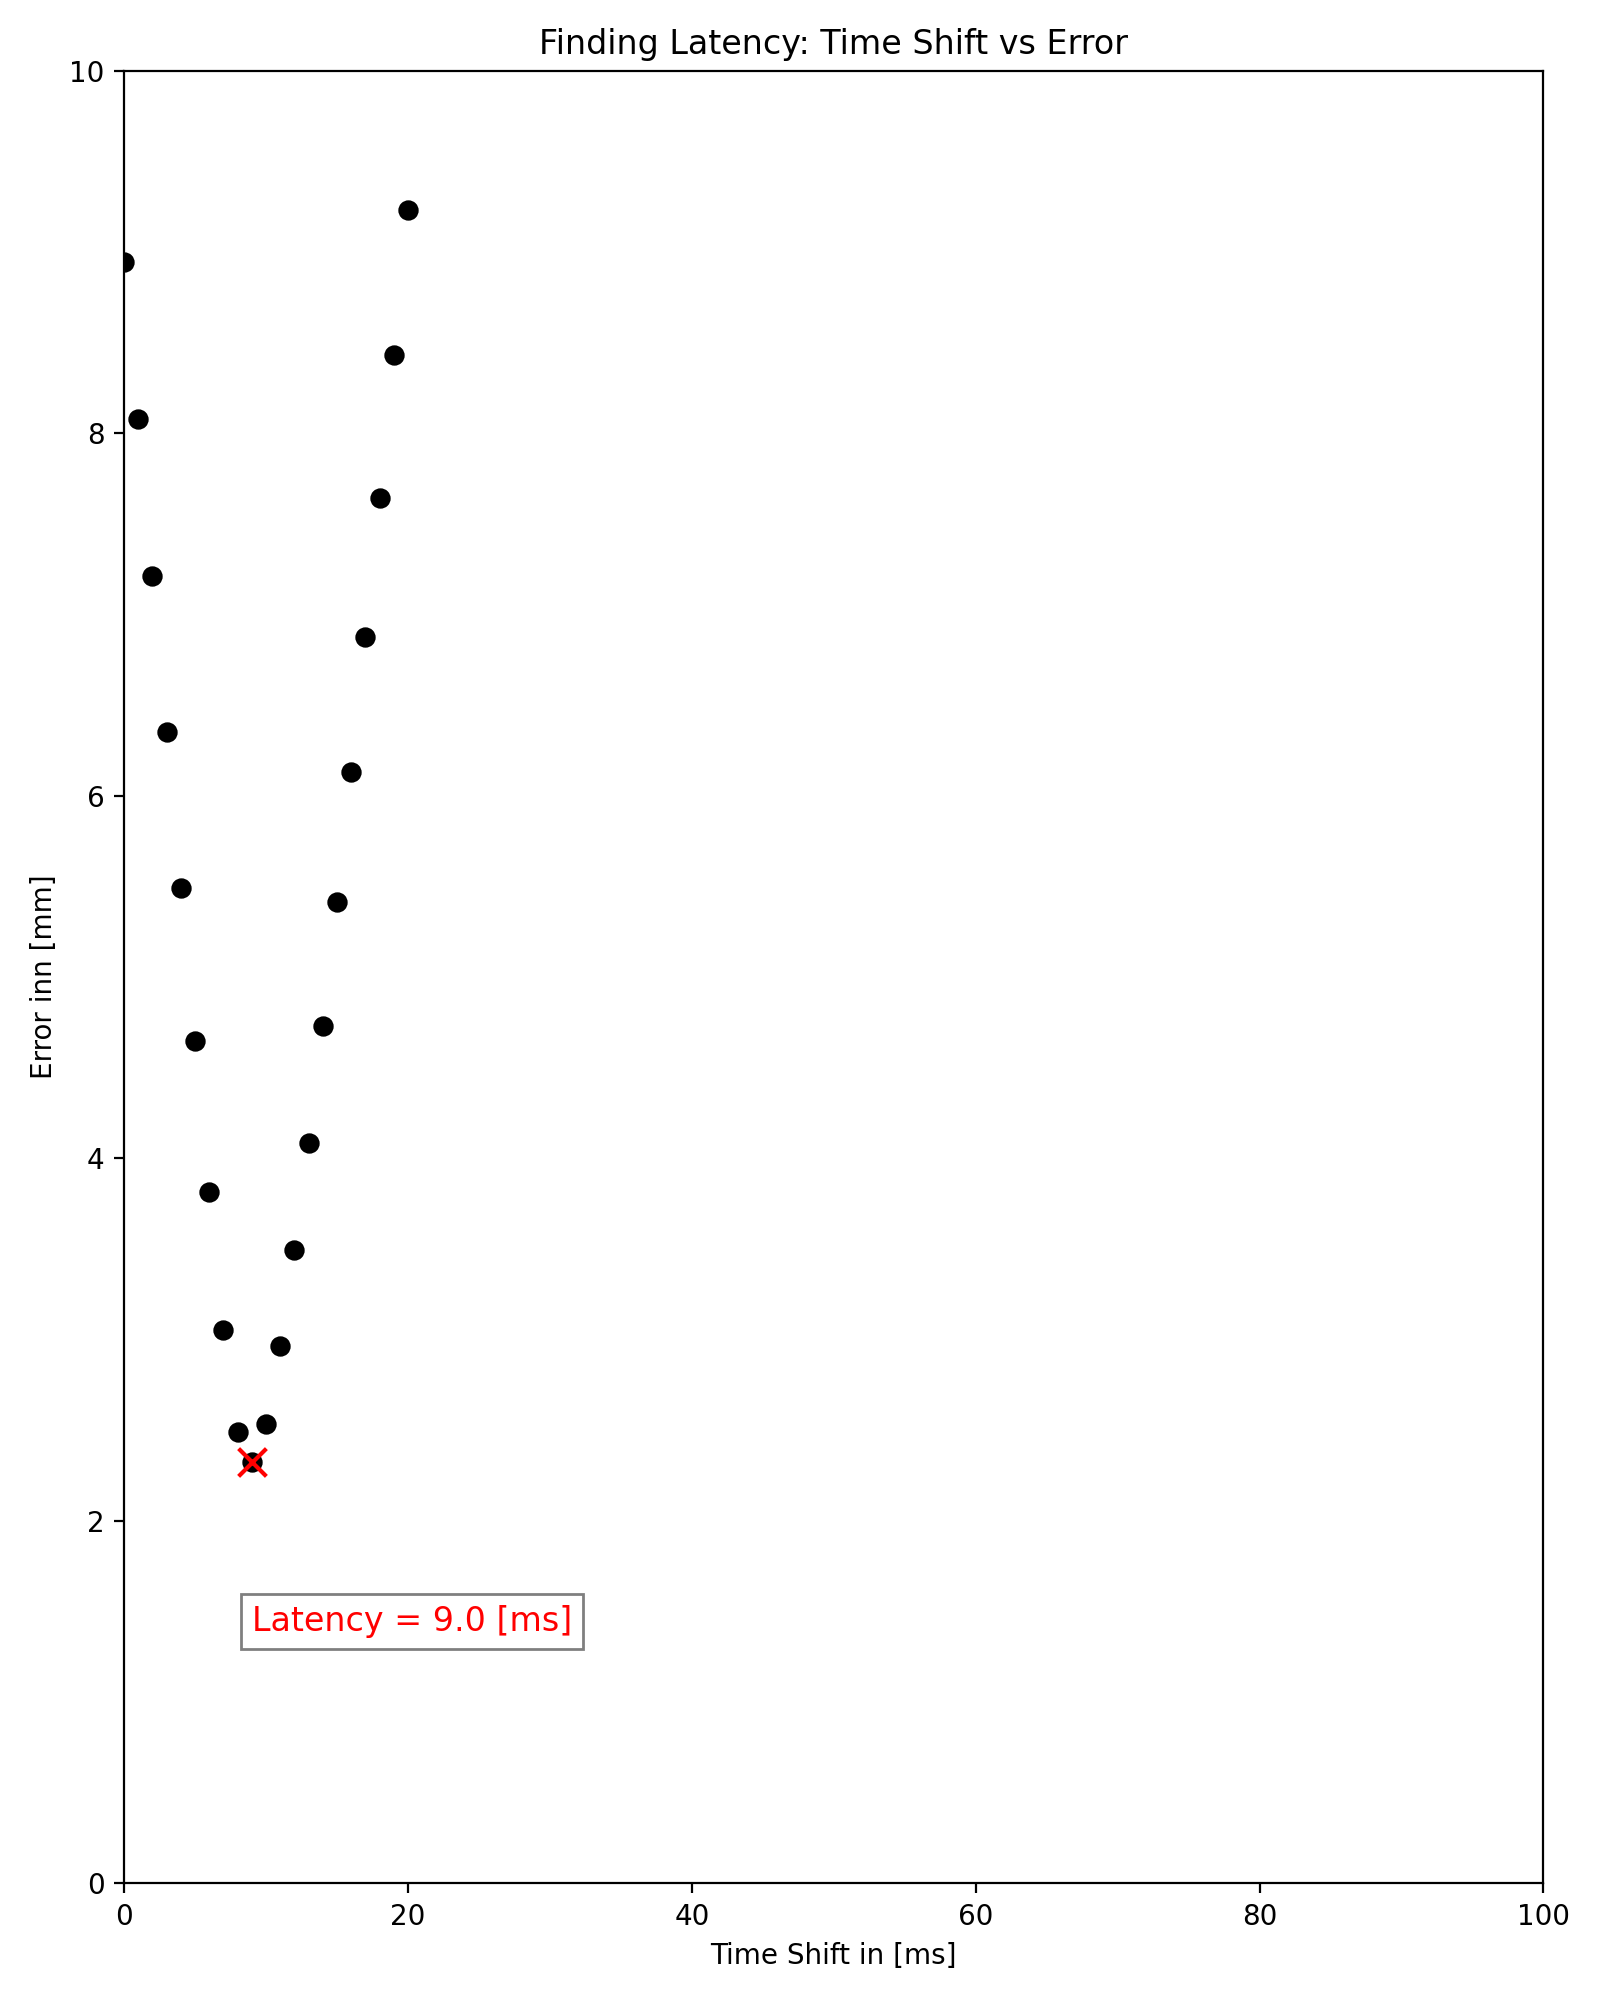 Finding Latency: Time Shift vs Error
10
8
6
4
2
0
Error inn [mm]
Latency = 9.0 [ms]
0 20 40 60 80 100
Time Shift in [ms]